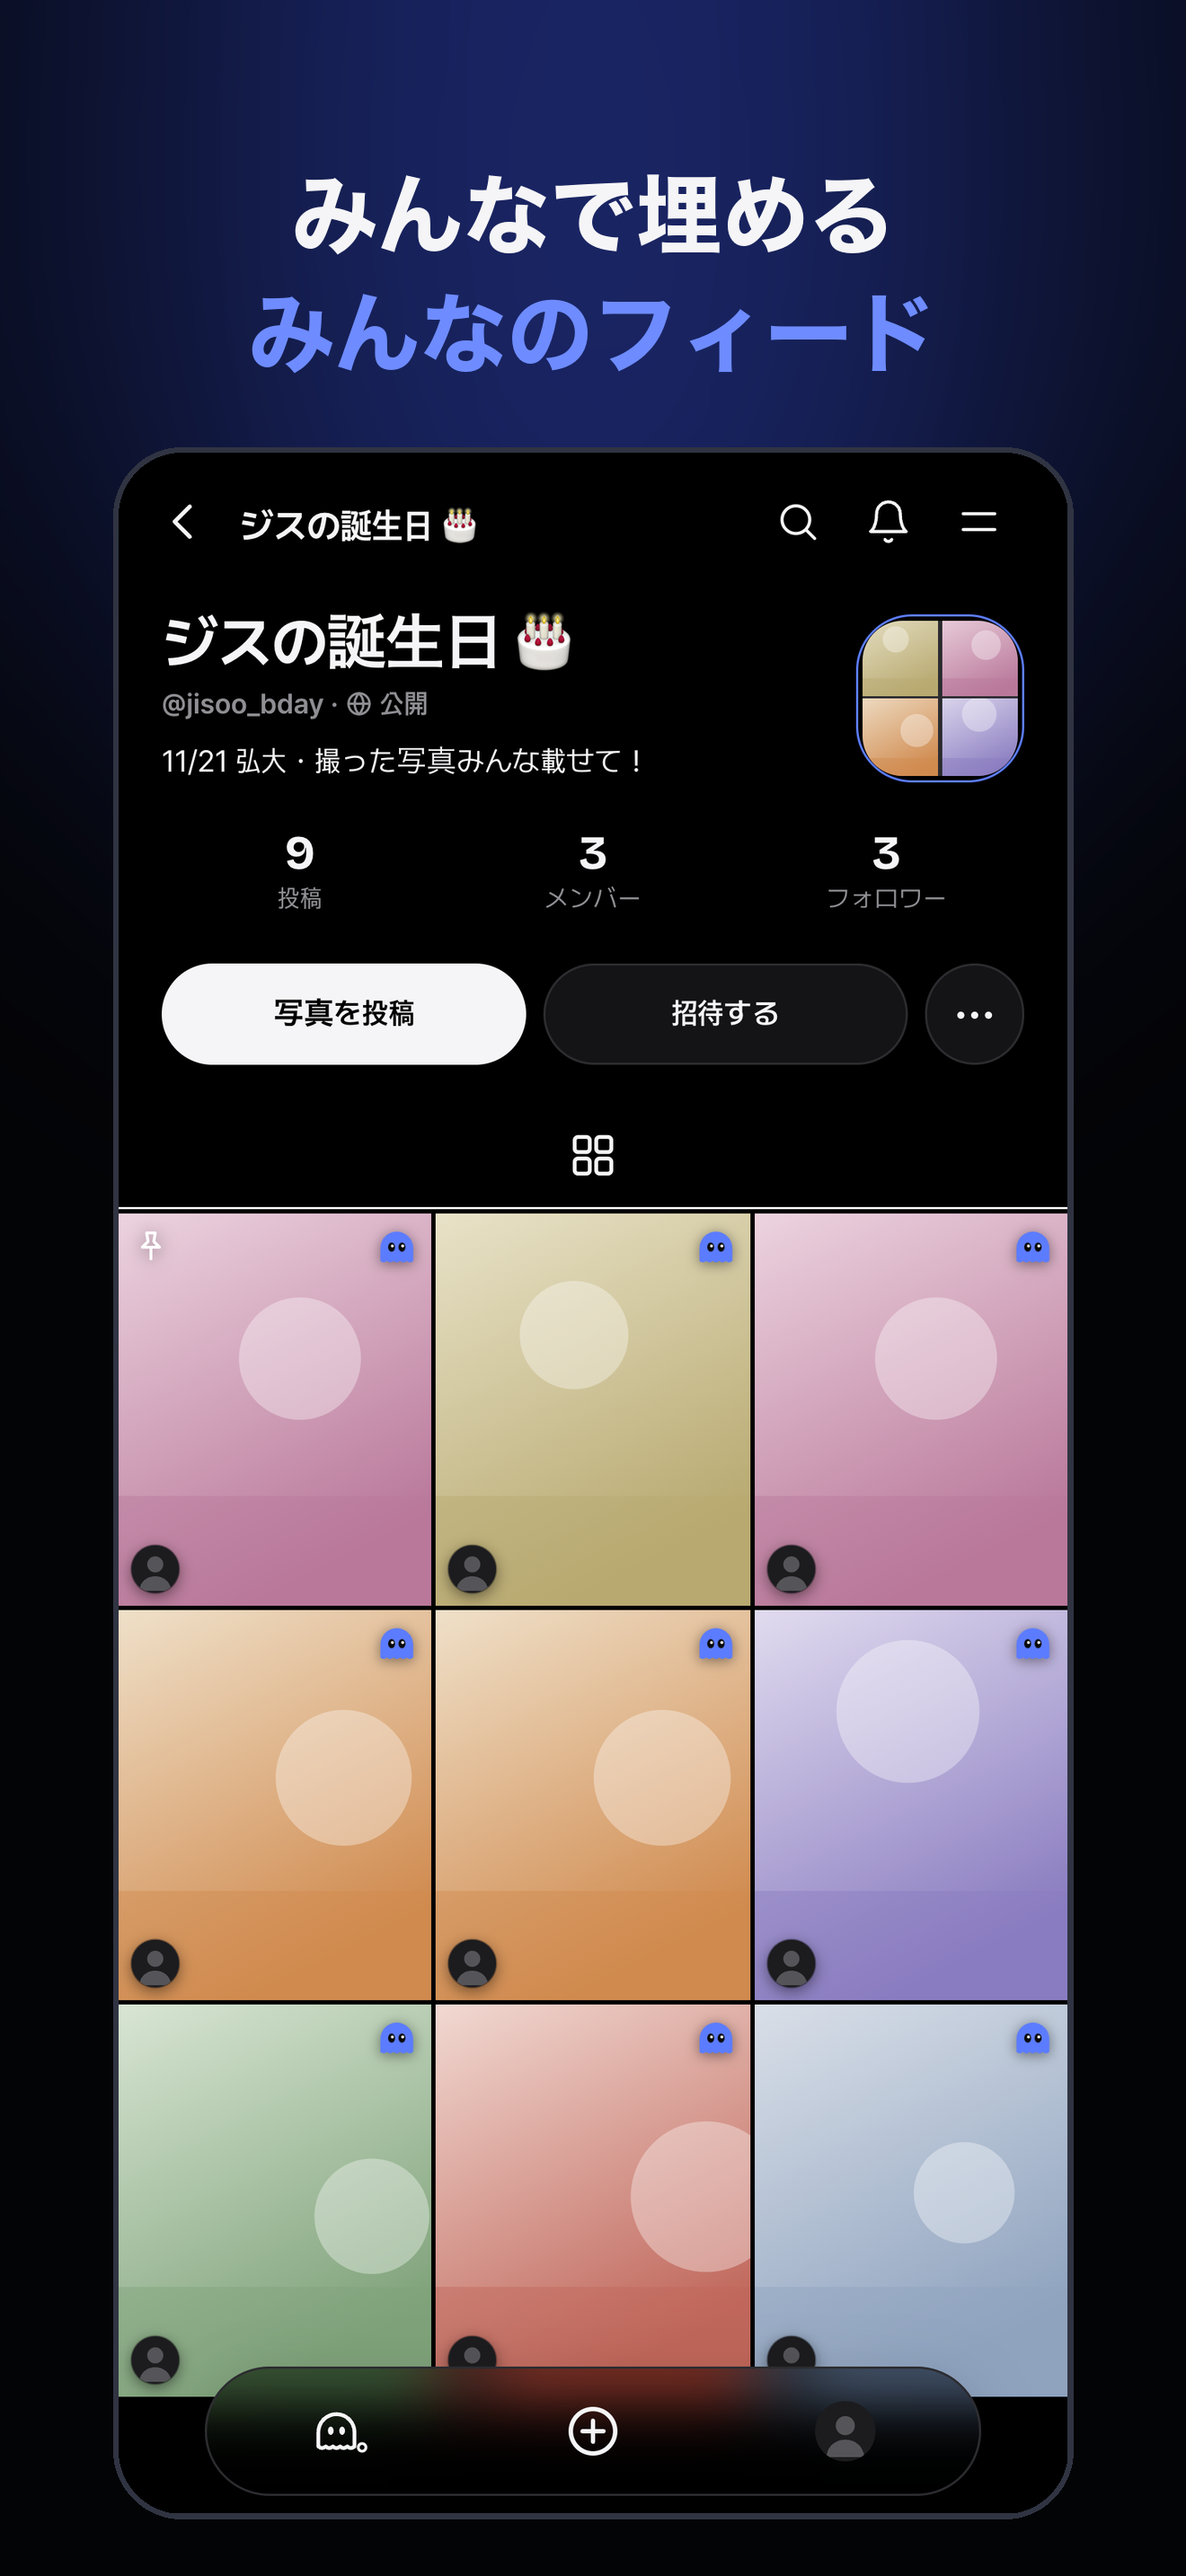 みんなで埋める
みんなのフィード
ジスの誕生日 🎂
ジスの誕生日 🎂
@jisoo_bday · 公開
11/21 弘大 · 撮った写真みんな載せて！
9 3 3
投稿 メンバー フォロワー
写真を投稿 招待する